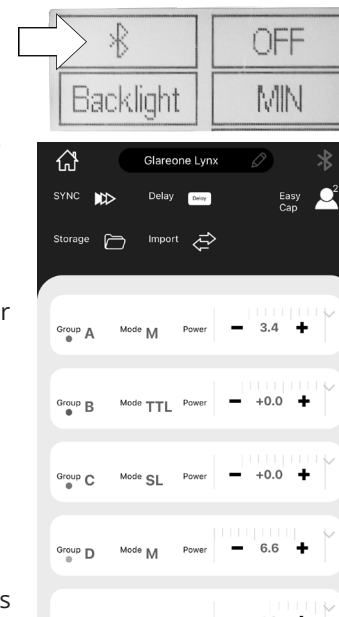 OFF
Backlight MIN
Glareone Lynx
SYNC Delay Delay Easy Cap 2
Storage Import
r
Group A Mode M Power 3.4
Group B Mode TTL Power +0.0
Group C Mode SL Power +0.0
Group D Mode M Power 6.6
s